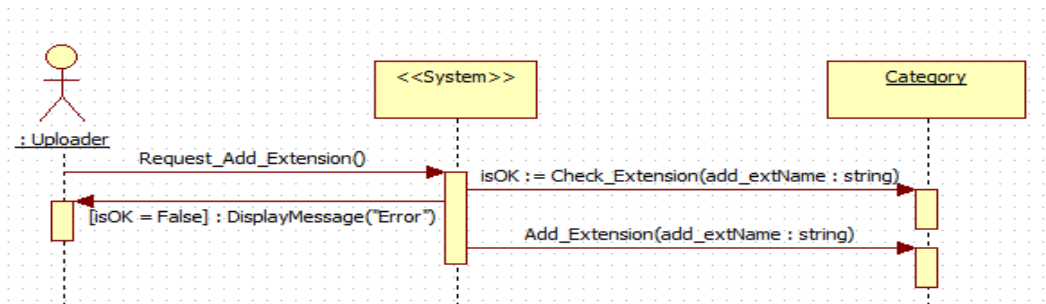 <<System>>
Category
: Uploader
Request_Add_Extension()
isOK := Check_Extension(add_extName : string)
[isOK = False] : DisplayMessage("Error")
Add_Extension(add_extName : string)